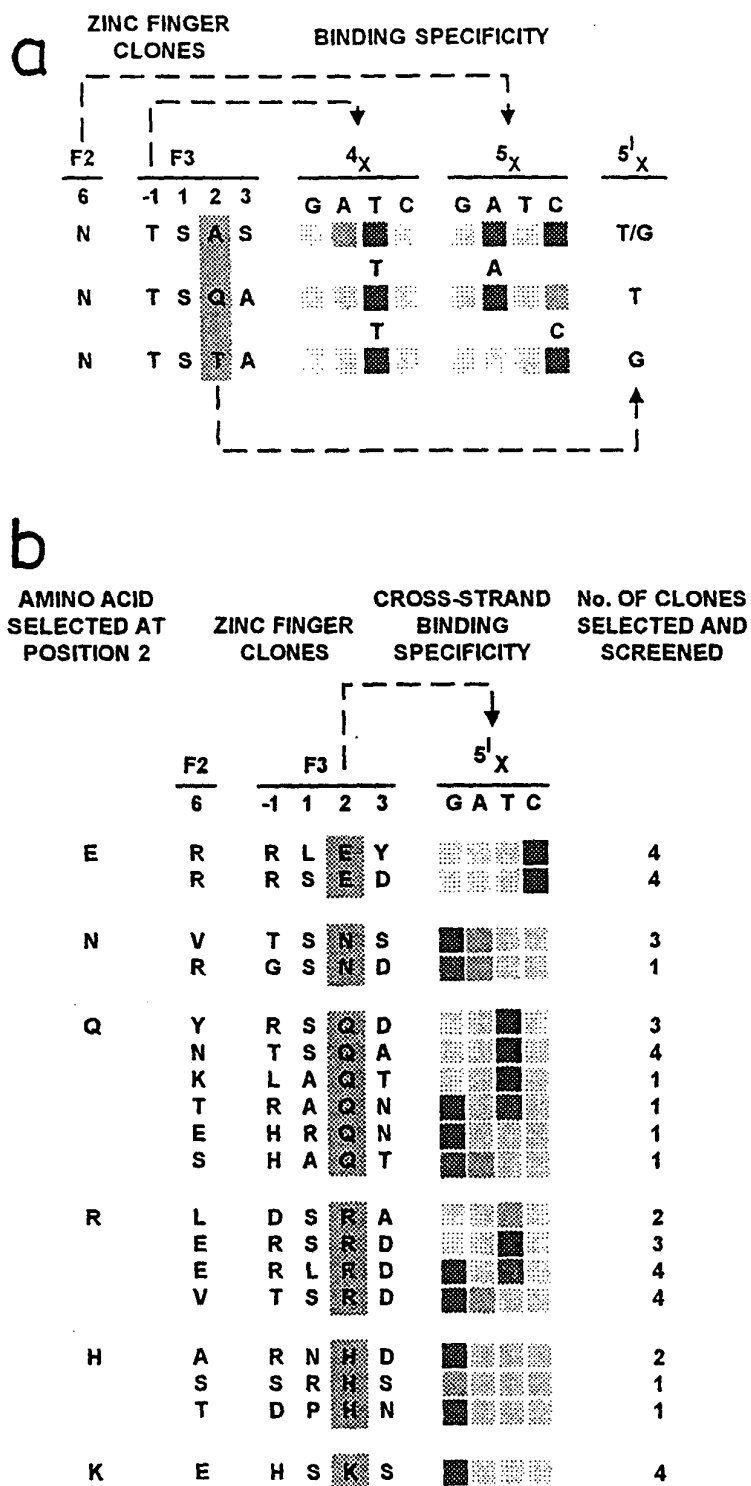 a
ZINC FINGER CLONES BINDING SPECIFICITY
F2 F3 4X 5X 5'X
6 -1 1 2 3 G A T C G A T C
N T S A S T/G
T A
N T S Q A T
T C
N T S T A G
b
AMINO ACID SELECTED AT POSITION 2 ZINC FINGER CLONES CROSS-STRAND BINDING SPECIFICITY No. OF CLONES SELECTED AND SCREENED
F2 F3 5'X
6 -1 1 2 3 G A T C
E R R L E Y 4
R R S E D 4
N V T S N S 3
R G S N D 1
Q Y R S Q D 3
N T S Q A 4
K L A Q T 1
T R A Q N 1
E H R Q N 1
S H A Q T 1
R L D S R A 2
E R S R D 3
E R L R D 4
V T S R D 4
H A R N H D 2
S S R H S 1
T D P H N 1
K E H S K S 4